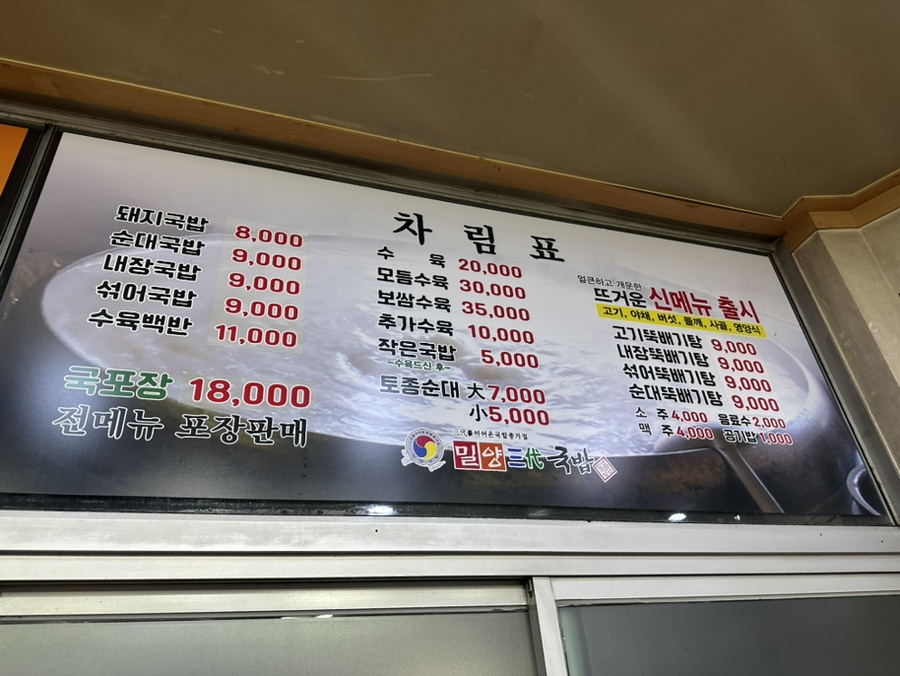 차림표
돼지국밥 8,000
순대국밥 9,000
내장국밥 9,000
섞어국밥 9,000
수육백반 11,000
국포장 18,000
전메뉴 포장판매
수육 20,000
모듬수육 30,000
보쌈수육 35,000
추가수육 10,000
작은국밥 5,000
-수육드신 후-
토종순대 大 7,000
小 5,000
얼큰하고 개운한
뜨거운 신메뉴 출시
고기, 야채, 버섯, 들깨, 사골, 영양식
고기뚝배기탕 9,000
내장뚝배기탕 9,000
섞어뚝배기탕 9,000
순대뚝배기탕 9,000
소주 4,000 음료수 2,000
맥주 4,000 공기밥 1,000
밀양三代국밥